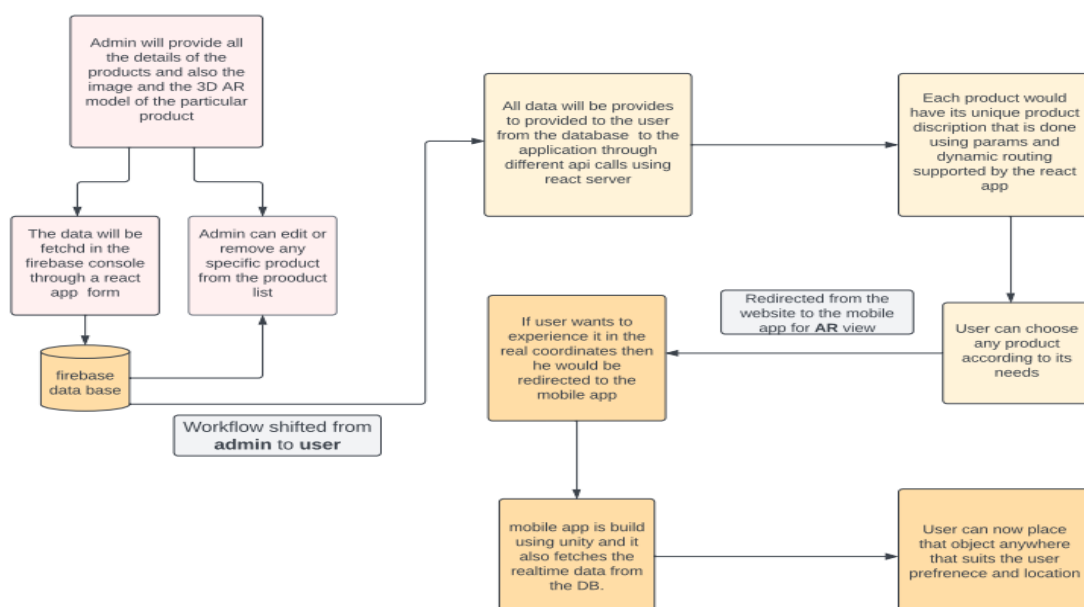 Admin will provide all
the details of the
products and also the
image and the 3D AR
model of the particular
product
The data will be
fetchd in the
firebase console
through a react
app form
Admin can edit or
remove any
specific product
from the prooduct
list
firebase
data base
Workflow shifted from
admin to user
All data will be provides
to provided to the user
from the database to the
application through
different api calls using
react server
Each product would
have its unique product
discription that is done
using params and
dynamic routing
supported by the react
app
User can choose
any product
according to its
needs
Redirected from the
website to the mobile
app for AR view
If user wants to
experience it in the
real coordinates then
he would be
redirected to the
mobile app
mobile app is build
using unity and it
also fetches the
realtime data from
the DB.
User can now place
that object anywhere
that suits the user
prefrenece and location